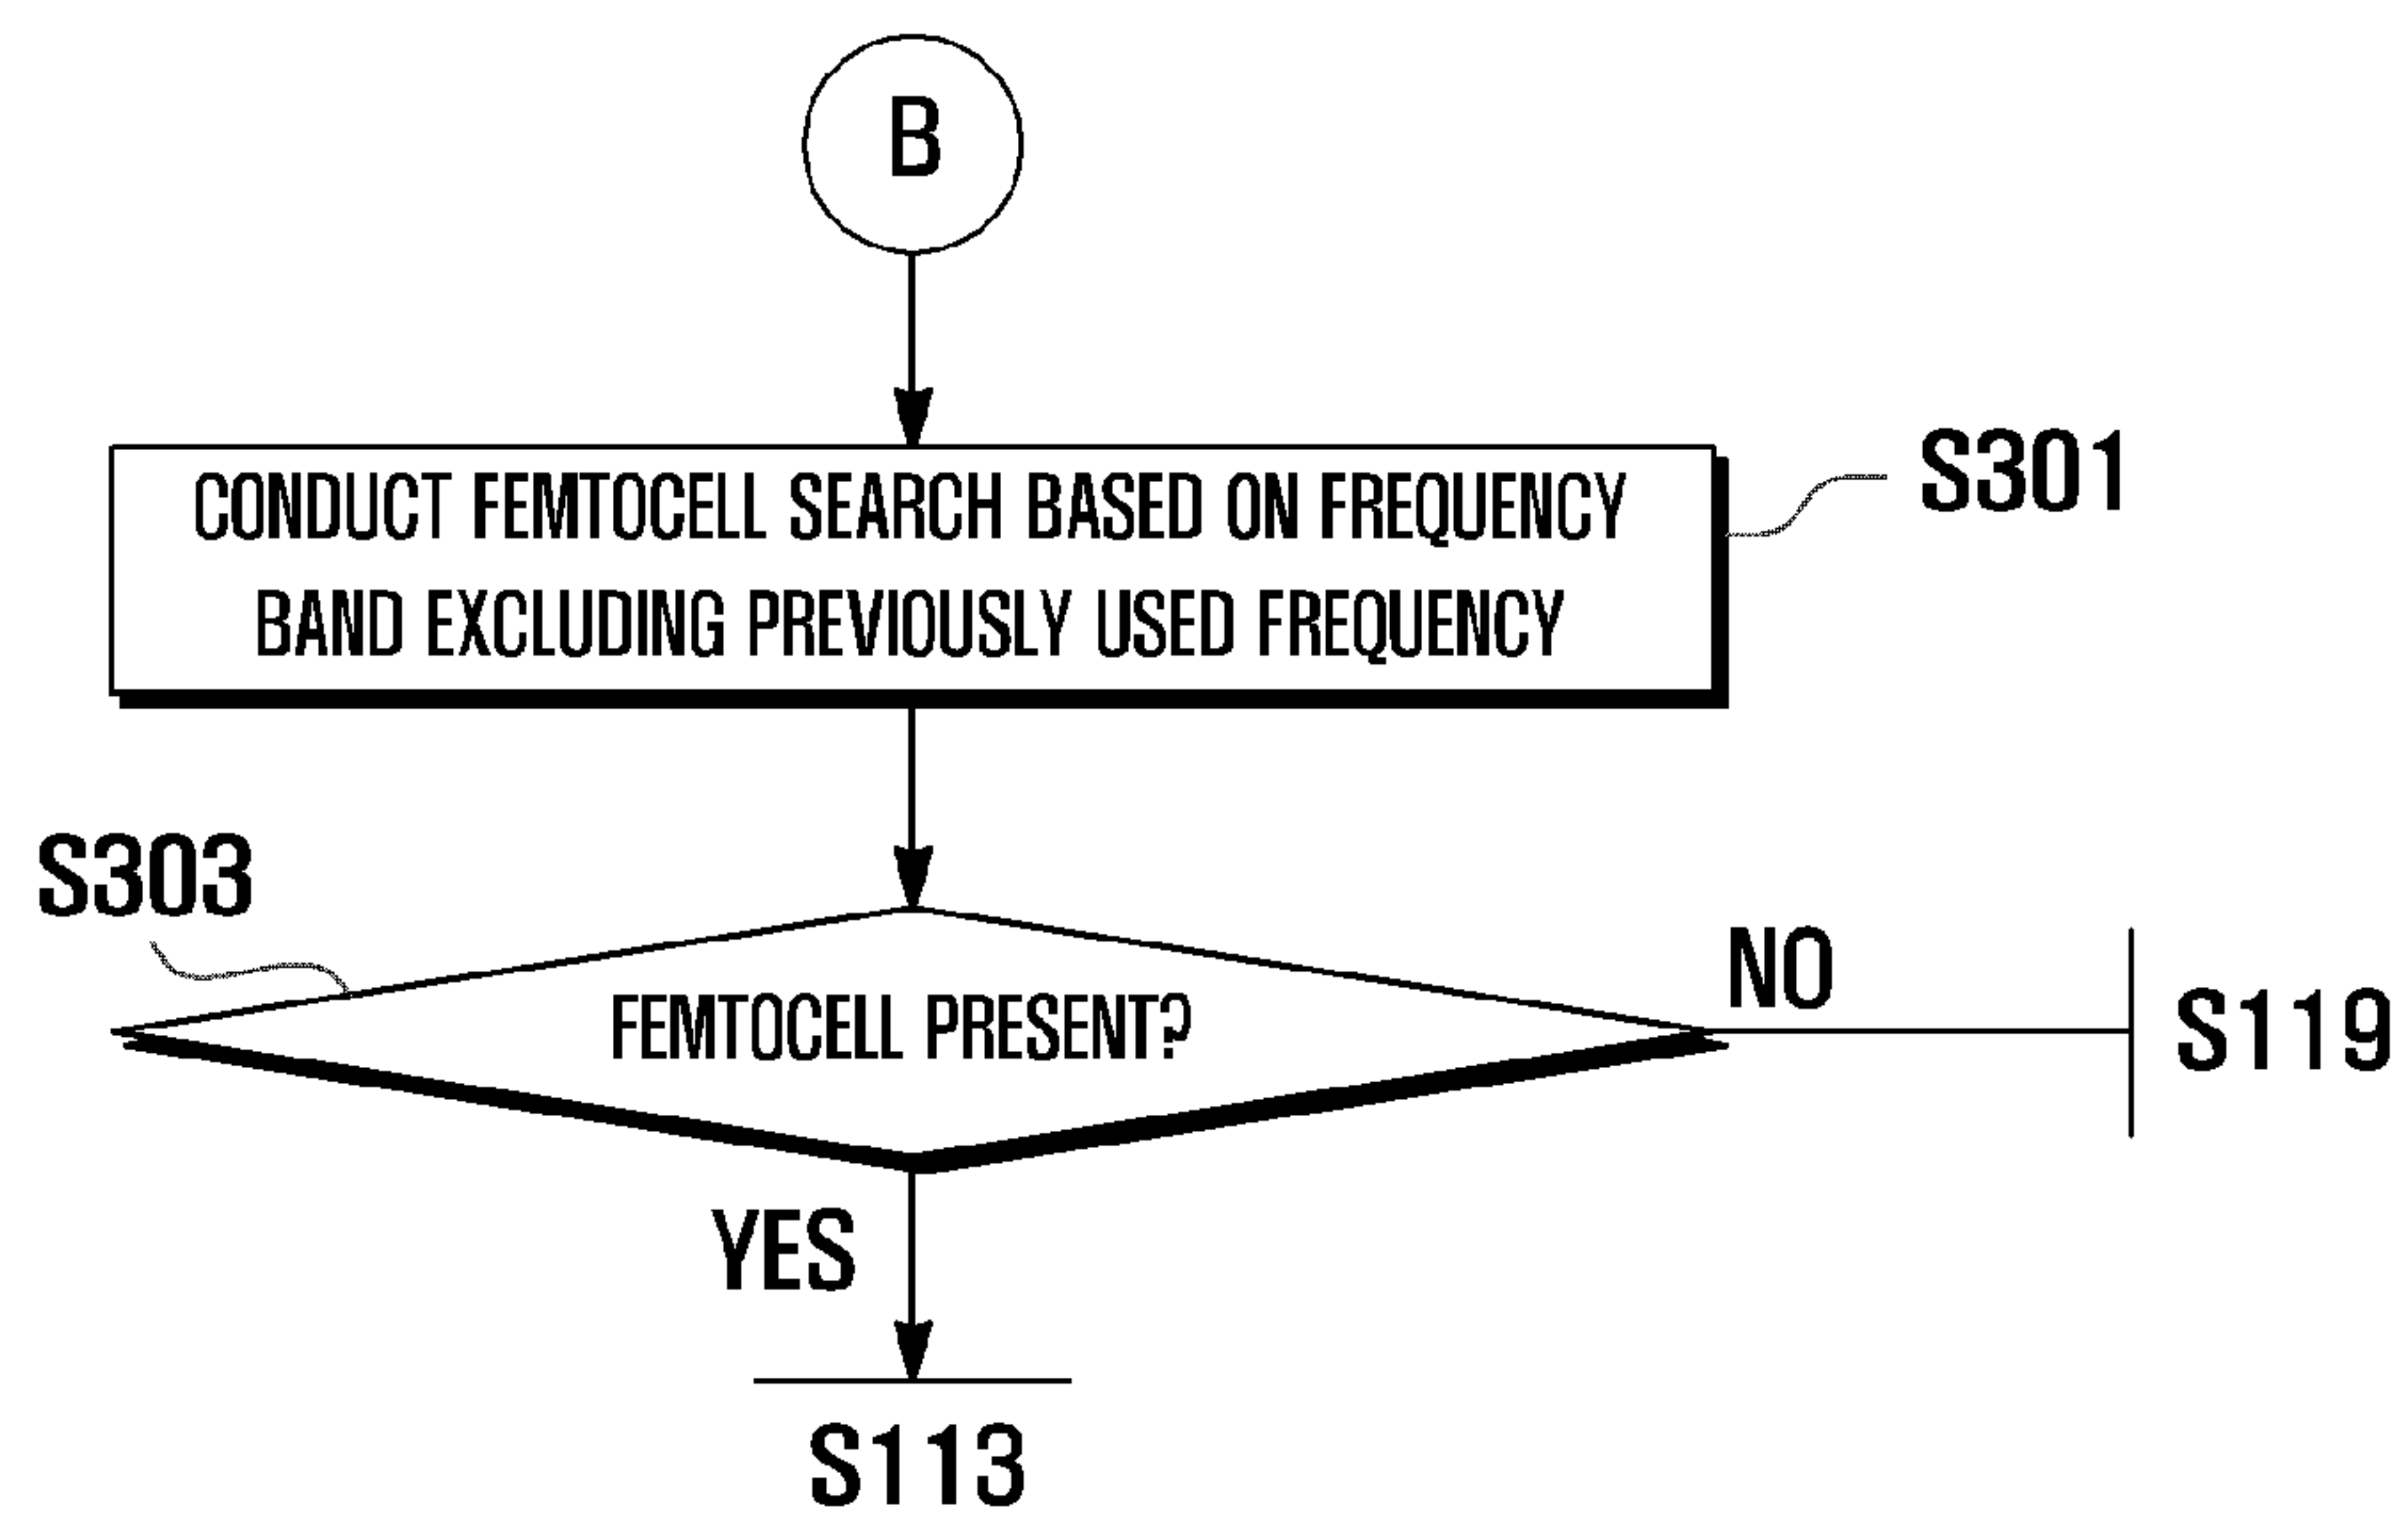 B
CONDUCT FEMTOCELL SEARCH BASED ON FREQUENCY
BAND EXCLUDING PREVIOUSLY USED FREQUENCY
S301
S303
FEMTOCELL PRESENT?
NO
S119
YES
S113